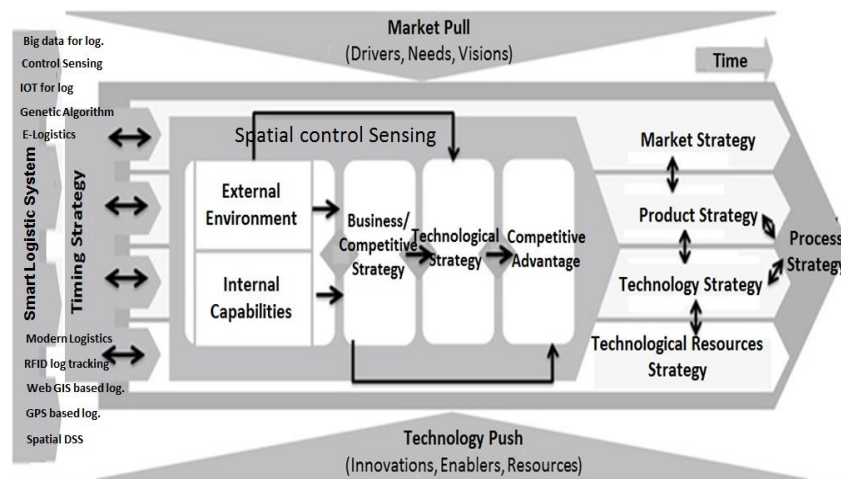 Market Pull
(Drivers, Needs, Visions)
Time
Big data for log.
Control Sensing
IOT for log
Genetic Algorithm
E-Logistics
Smart Logistic System
Modern Logistics
RFID log tracking
Web GIS based log.
GPS based log.
Spatial DSS
Timing Strategy
Spatial control Sensing
External
Environment
Internal
Capabilities
Business/
Competitive
Strategy
Technological
Strategy
Competitive
Advantage
Market Strategy
Product Strategy
Technology Strategy
Technological Resources
Strategy
Process
Strategy
Technology Push
(Innovations, Enablers, Resources)